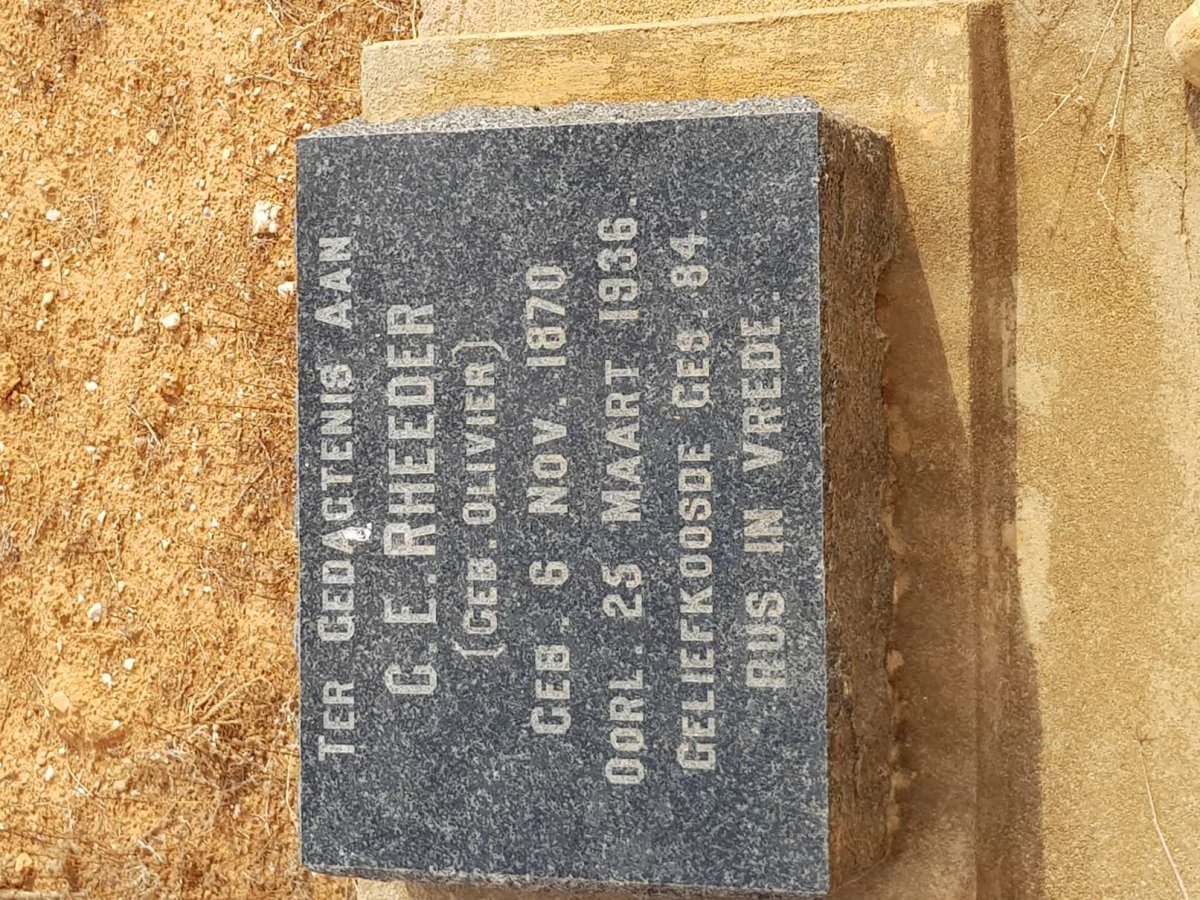 TER GEDAGTENIS AAN
G.E. RHEEDER
(GEB. OLIVIER)
GEB. 6 NOV. 1870
OORL. 25 MAART 1936.
GELIEFKOOSDE GES. 84.
RUS IN VREDE.